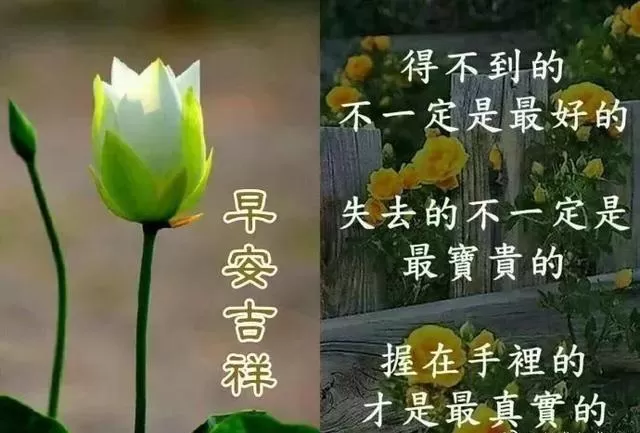 早安吉祥
得不到的
不一定是最好的
失去的不一定是
最寶貴的
握在手裡的
才是最真實的